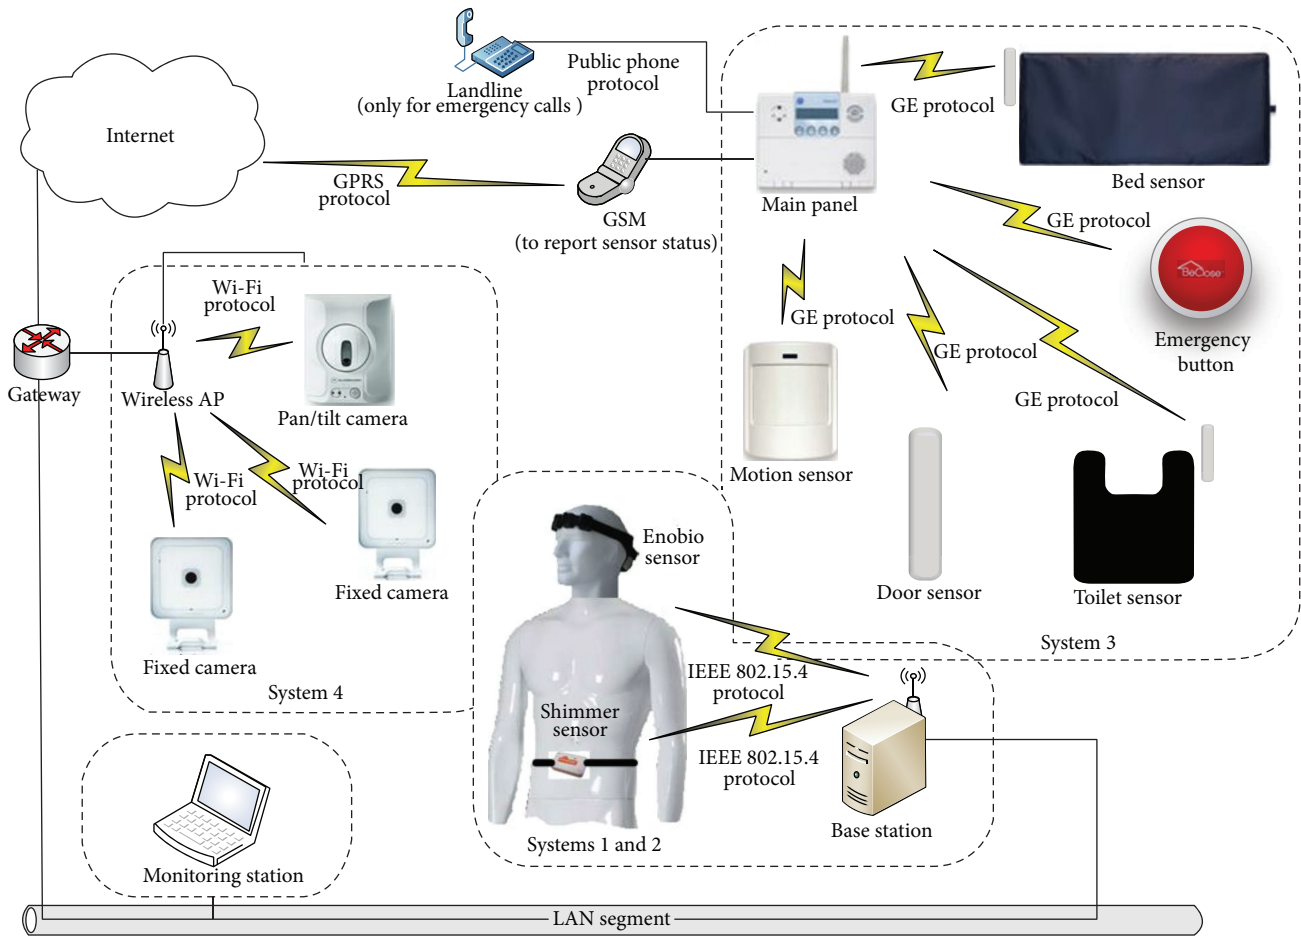 Landline
(only for emergency calls )
Public phone
protocol
GE protocol
Internet
GPRS
protocol
GSM
(to report sensor status)
Main panel
Bed sensor
GE protocol
BeClose
Emergency
button
GE protocol
GE protocol
GE protocol
Motion sensor
Door sensor
Toilet sensor
System 3
Wi-Fi
protocol
Gateway
Wireless AP
Pan/tilt camera
Wi-Fi
protocol
Wi-Fi
protocol
Fixed camera
Fixed camera
System 4
Enobio
sensor
IEEE 802.15.4
protocol
Shimmer
sensor
IEEE 802.15.4
protocol
Base station
Systems 1 and 2
Monitoring station
LAN segment